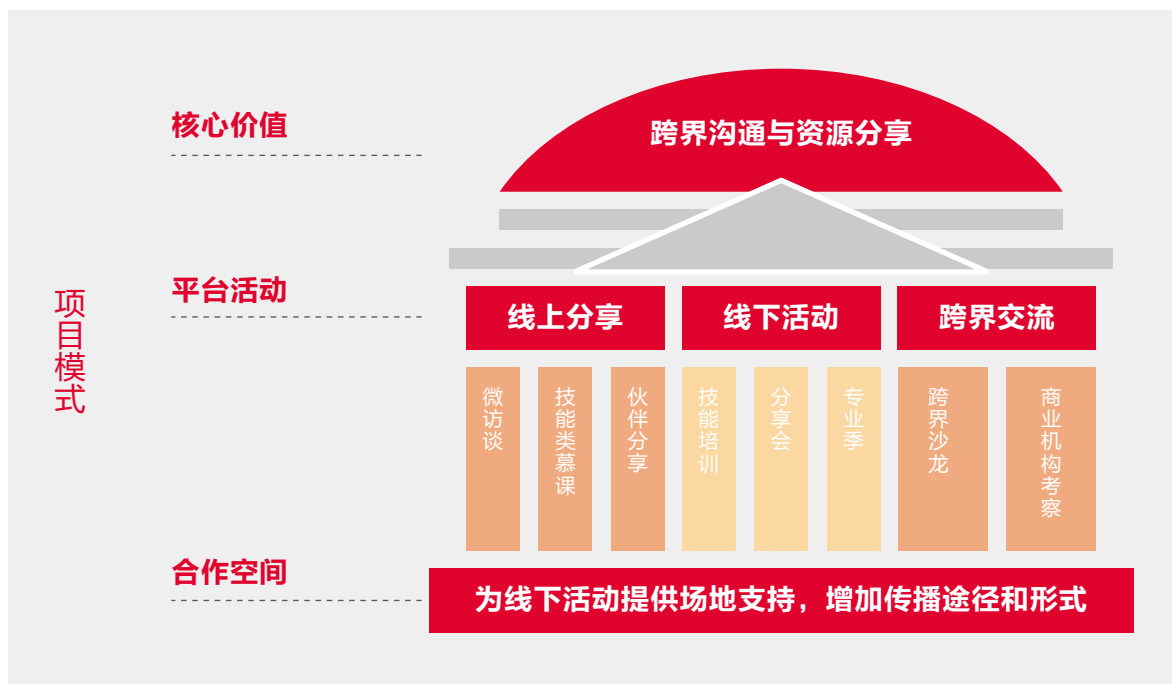 项目模式
核心价值
跨界沟通与资源分享
平台活动
线上分享
线下活动
跨界交流
微访谈
技能类慕课
伙伴分享
技能培训
分享会
专业季
跨界沙龙
商业机构考察
合作空间
为线下活动提供场地支持，增加传播途径和形式